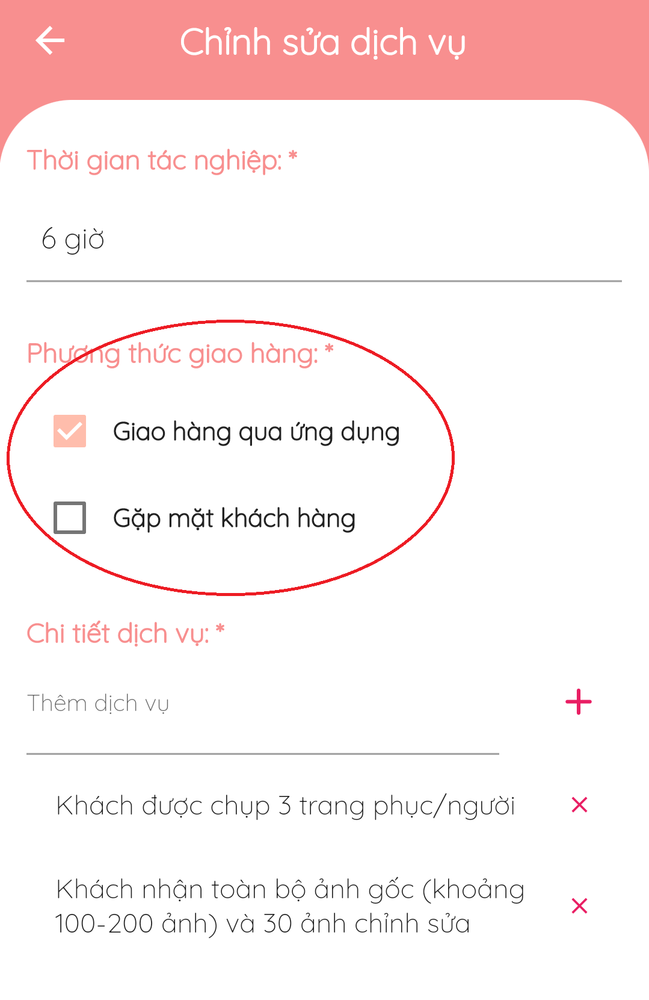 Chỉnh sửa dịch vụ
Thời gian tác nghiệp: *
6 giờ
Phương thức giao hàng: *
Giao hàng qua ứng dụng
Gặp mặt khách hàng
Chi tiết dịch vụ: *
Thêm dịch vụ
Khách được chụp 3 trang phục/người
Khách nhận toàn bộ ảnh gốc (khoảng
100-200 ảnh) và 30 ảnh chỉnh sửa